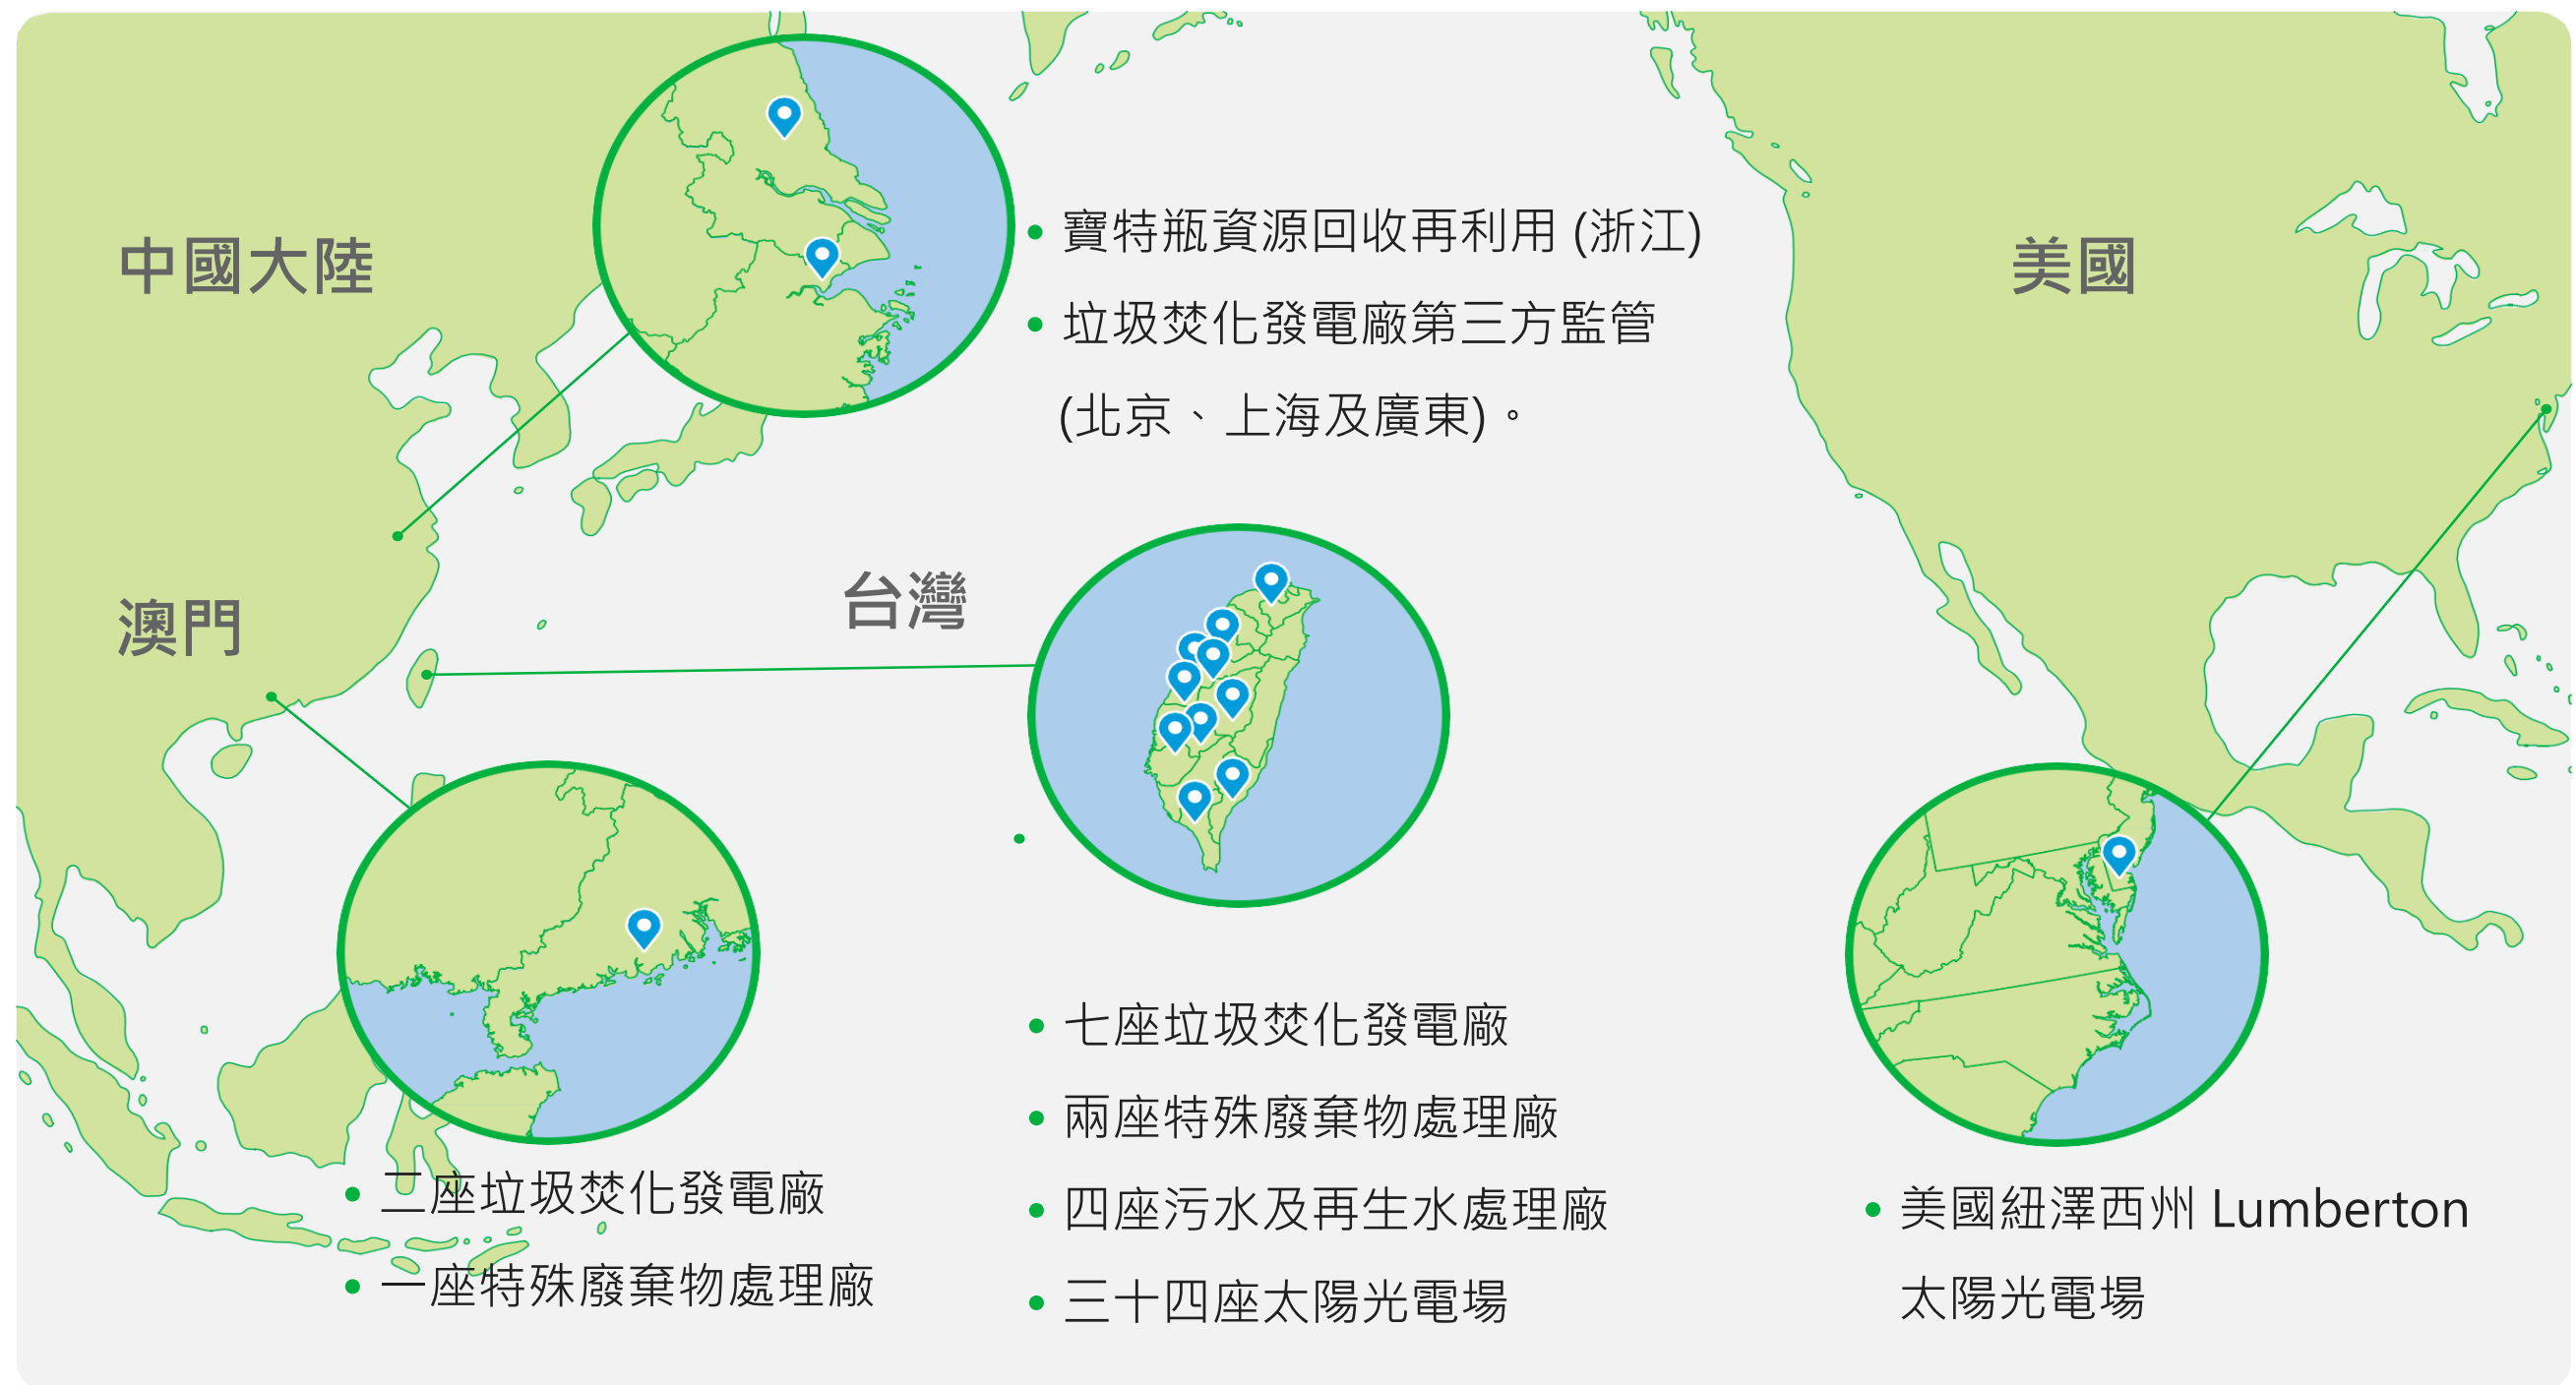 中國大陸
• 寶特瓶資源回收再利用 (浙江)
• 垃圾焚化發電廠第三方監管
(北京、上海及廣東)。
美國
澳門
台灣
• 二座垃圾焚化發電廠
• 一座特殊廢棄物處理廠
• 七座垃圾焚化發電廠
• 兩座特殊廢棄物處理廠
• 四座污水及再生水處理廠
• 三十四座太陽光電場
• 美國紐澤西州 Lumberton
太陽光電場